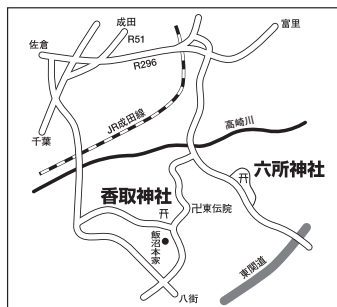 成田
佐倉
R51
富里
R296
JR成田線
千葉
高崎川
六所神社
香取神社
卍東伝院
飯沼本家
東関道
八街